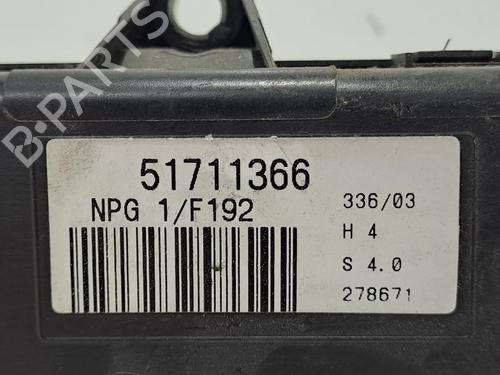 B-PARTS
51711366
NPG 1/F192
336/03
H 4
S 4.0
278671